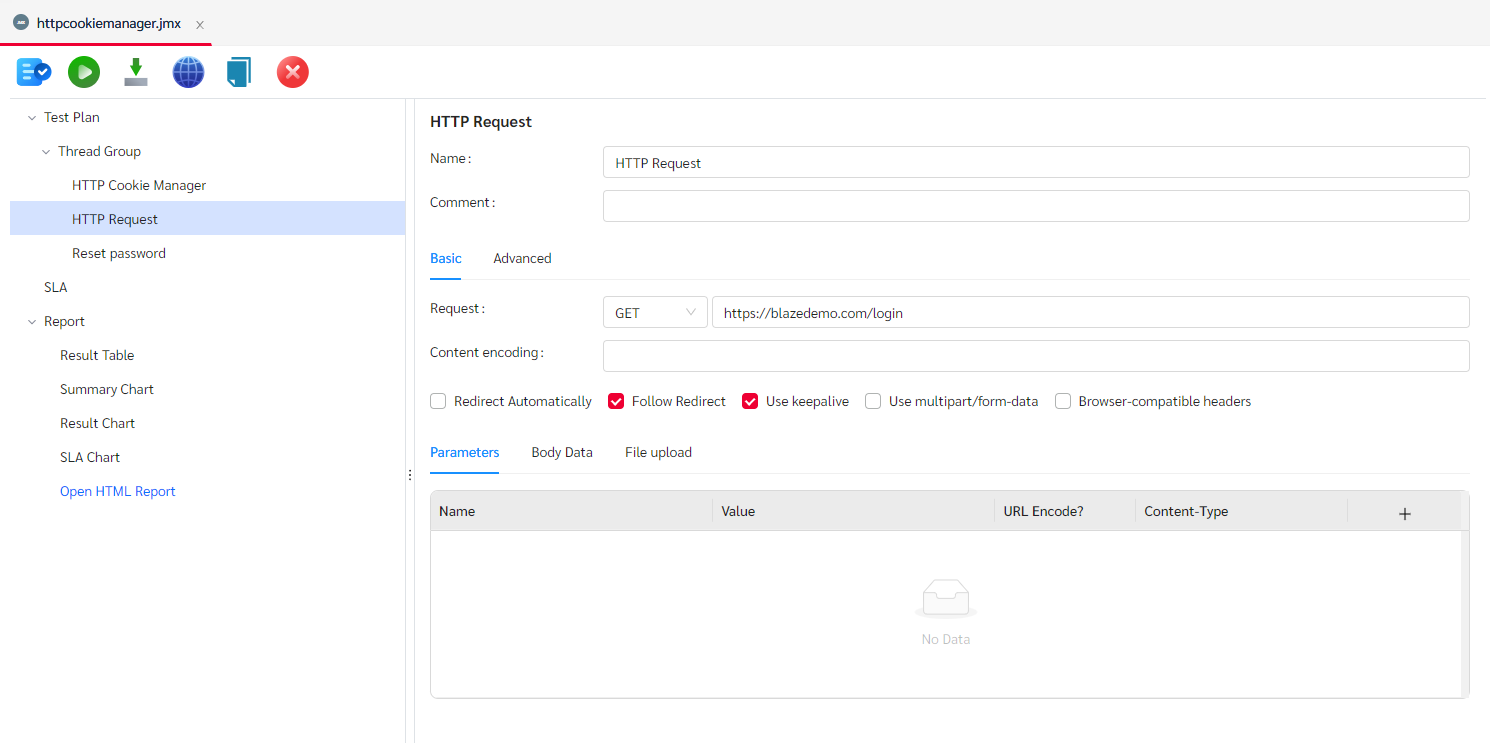 httpcookiemanager.jmx
Test Plan
Thread Group
HTTP Cookie Manager
HTTP Request
Reset password
SLA
Report
Result Table
Summary Chart
Result Chart
SLA Chart
Open HTML Report
HTTP Request
Name: HTTP Request
Comment:
Basic Advanced
Request: GET https://blazedemo.com/login
Content encoding:
Redirect Automatically Follow Redirect Use keepalive Use multipart/form-data Browser-compatible headers
Parameters Body Data File upload
Name Value URL Encode? Content-Type
No Data